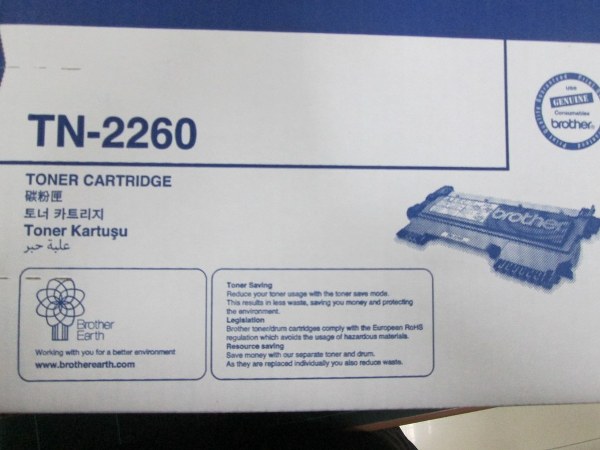 TN-2260
USE
GENUINE
Consumables
brother
TONER CARTRIDGE
碳粉匣
토너 카트리지
Toner Kartuşu
علبة حبر
brother
Brother
Earth
Working with you for a better environment
www.brotherearth.com
Toner Saving
Reduce your toner usage with the toner save mode.
This results in less waste, saving you money and protecting
the environment.
Legislation
Brother toner/drum cartridges comply with the European RoHS
regulation which avoids the usage of hazardous materials.
Resource saving
Save money with our separate toner and drum.
As they are replaced individually you also reduce waste.